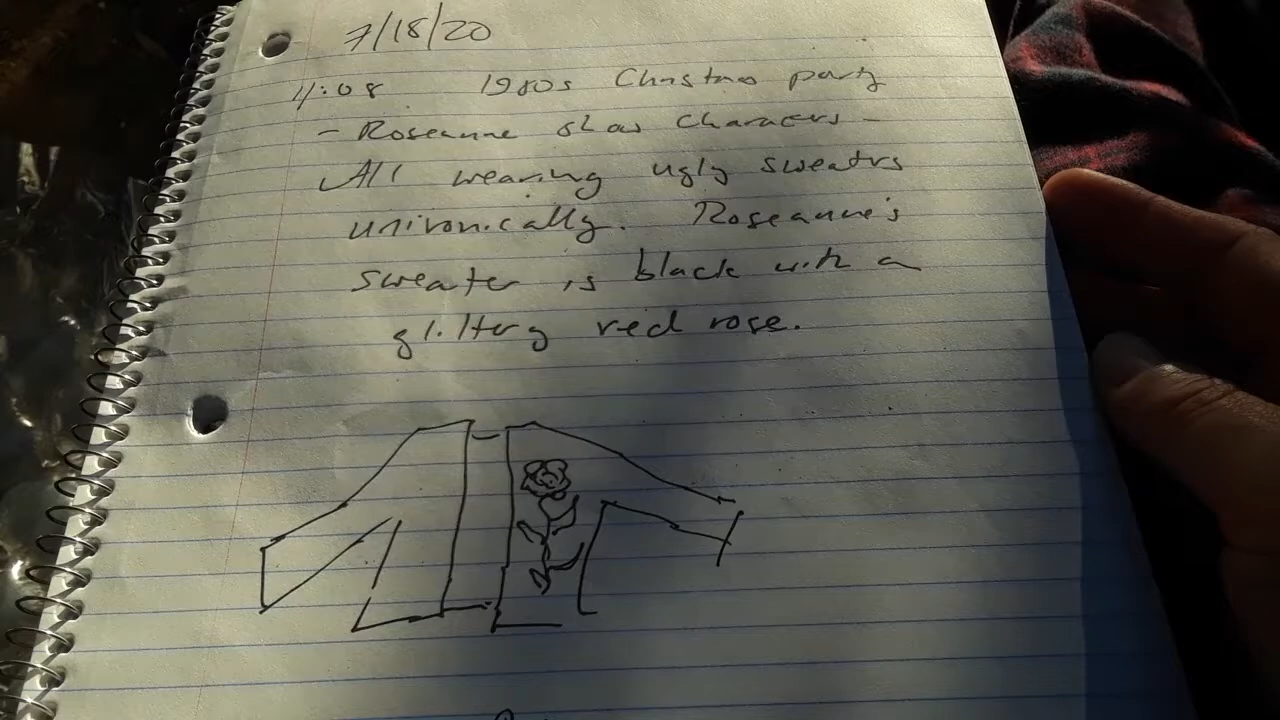 7/18/20
11:08 1980s Christmas party
- Roseanne show characters -
All wearing ugly sweaters
unironically. Roseanne's
sweater is black with a
glittery red rose.